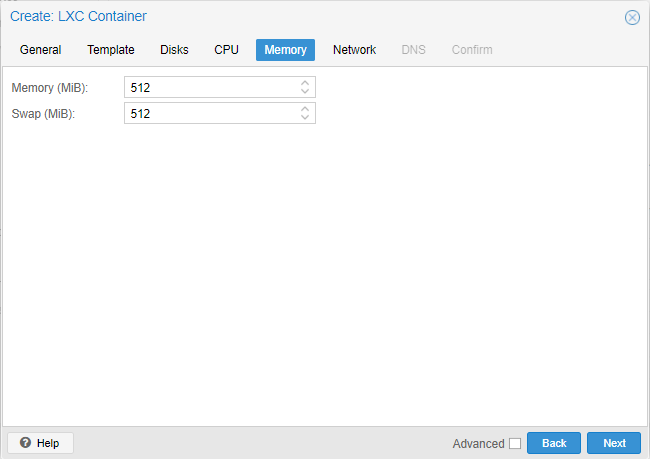 Create: LXC Container
General Template Disks CPU Memory Network DNS Confirm
Memory (MiB): 512
Swap (MiB): 512
Help Advanced Back Next